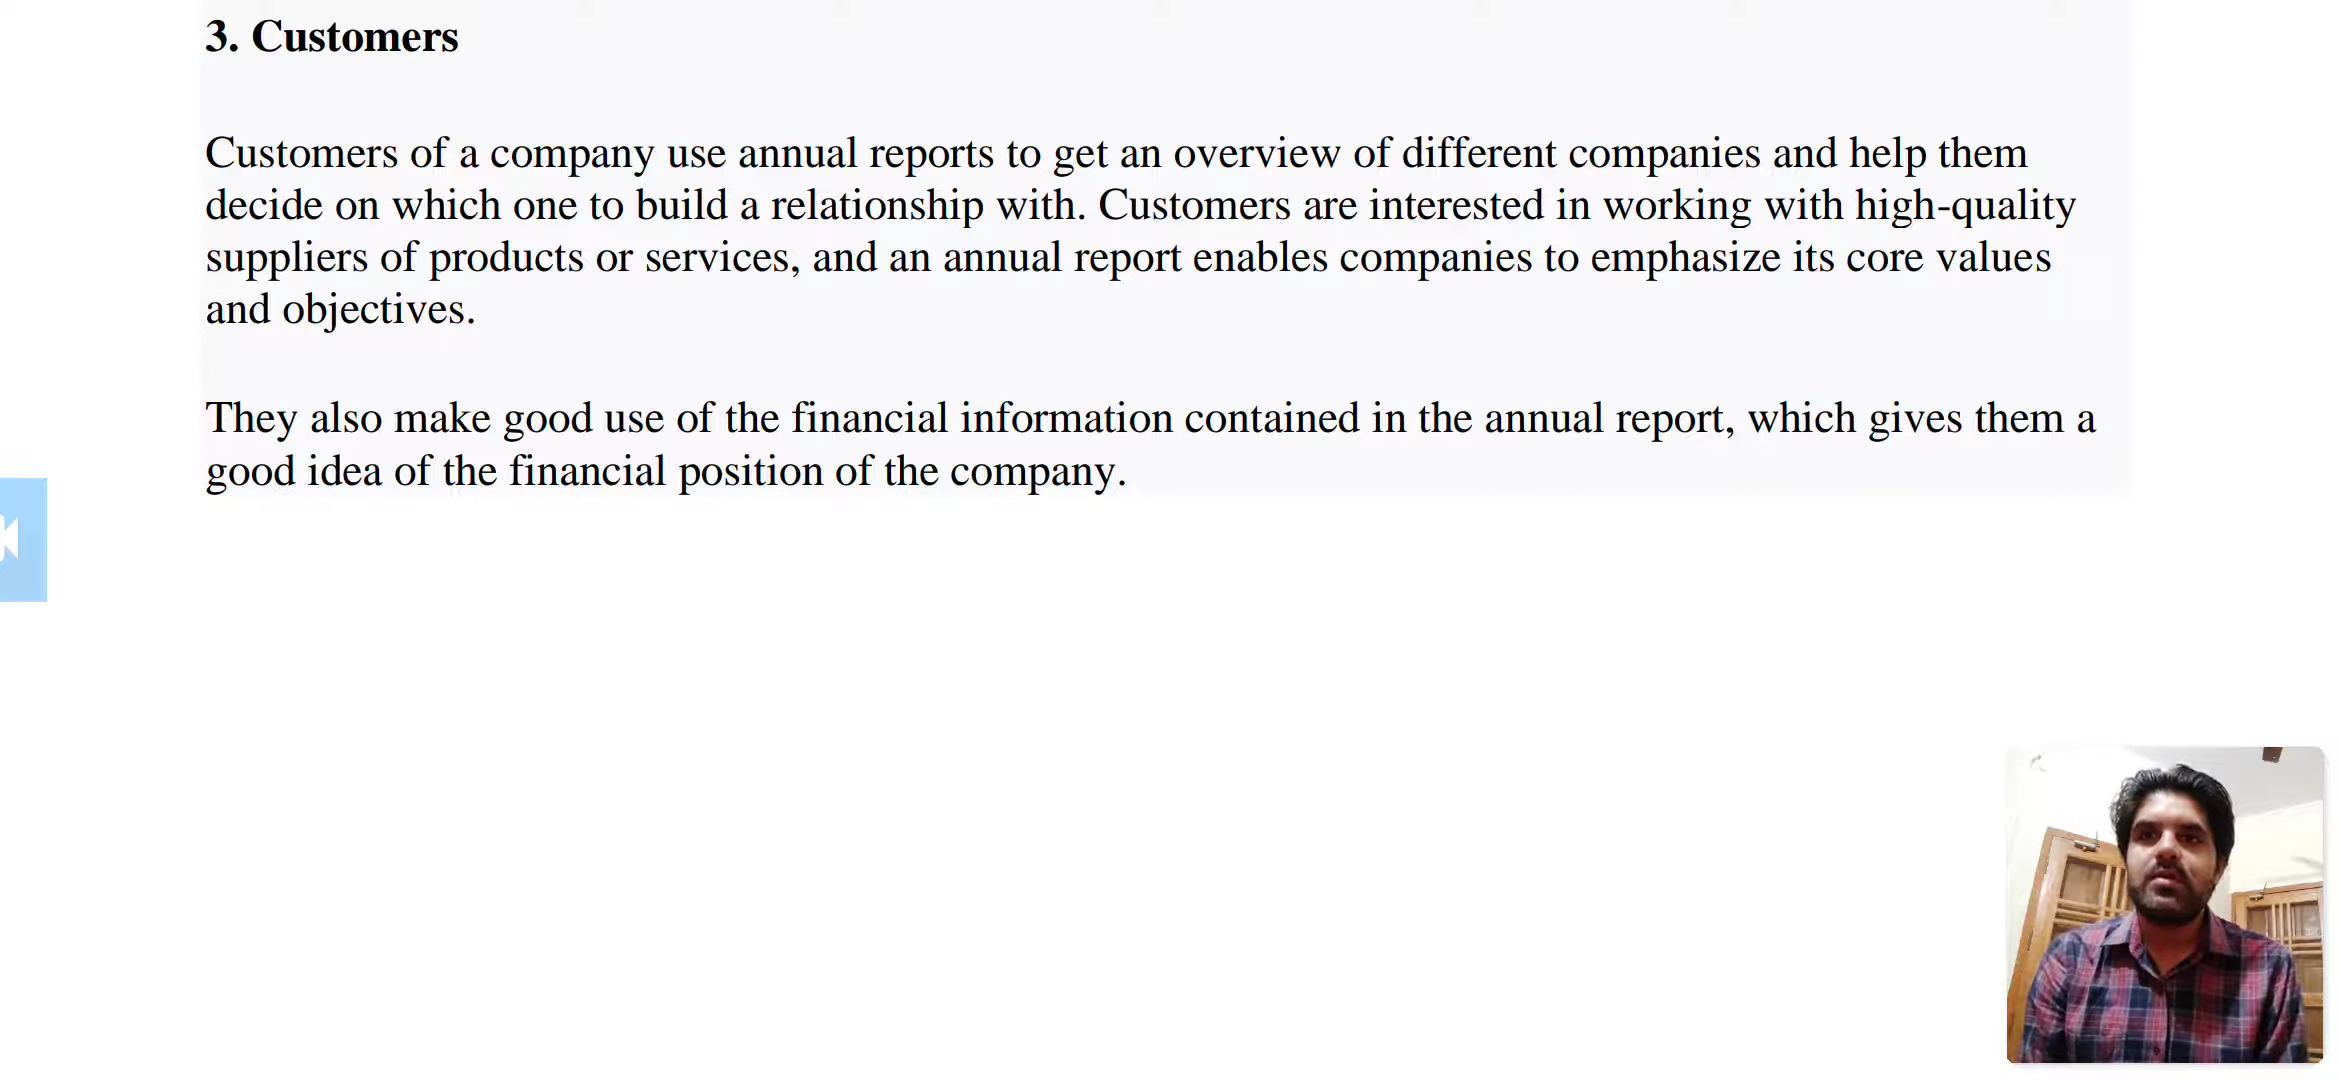 3. Customers
Customers of a company use annual reports to get an overview of different companies and help them
decide on which one to build a relationship with. Customers are interested in working with high-quality
suppliers of products or services, and an annual report enables companies to emphasize its core values
and objectives.
They also make good use of the financial information contained in the annual report, which gives them a
good idea of the financial position of the company.